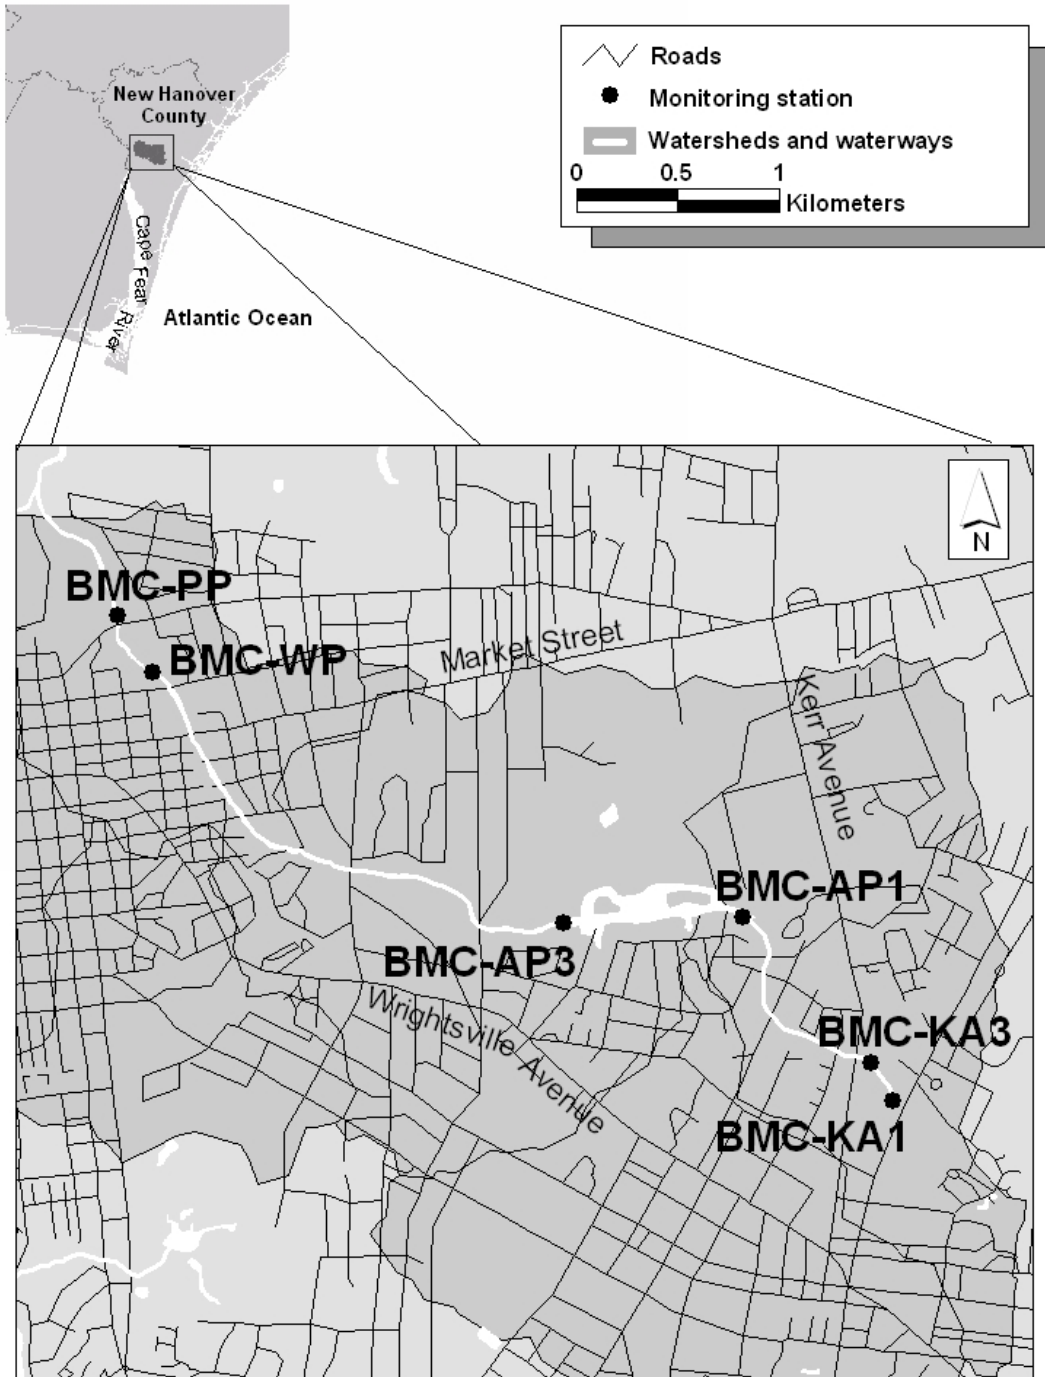 New Hanover
County
Cape Fear River
Atlantic Ocean
Roads
Monitoring station
Watersheds and waterways
0 0.5 1
Kilometers
N
BMC-PP
BMC-WP
Market Street
Kerr Avenue
BMC-AP1
BMC-AP3
Wrightsville Avenue
BMC-KA3
BMC-KA1